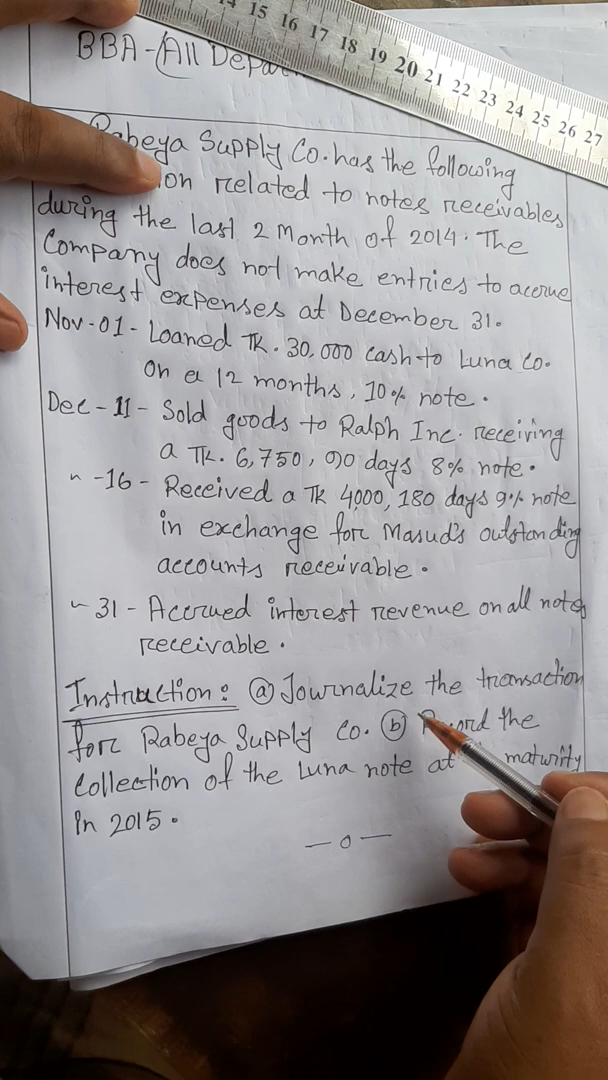 14 15 16 17 18 19 20 21 22 23 24 25 26 27
BBA-(All Depar
Rabeya Supply Co. has the following
ion related to notes receivables
during the last 2 Month of 2014. The
Company does not make entries to accrue
interest expenses at December 31.
Nov-01- Loaned TK. 30,000 cash to Luna Co.
On a 12 months, 10% note.
Dec-11- Sold goods to Ralph Inc. receiving
a TK. 6,750, 90 days 8% note.
" -16- Received a TK 4000, 180 days 9% note
in exchange for Masud's outstanding
accounts receivable.
" 31- Accrued interest revenue on all notes
receivable.
Instruction: (a) Journalize the transaction
for Rabeya Supply Co. (b) Record the
Collection of the Luna note at maturity
in 2015.
—o—